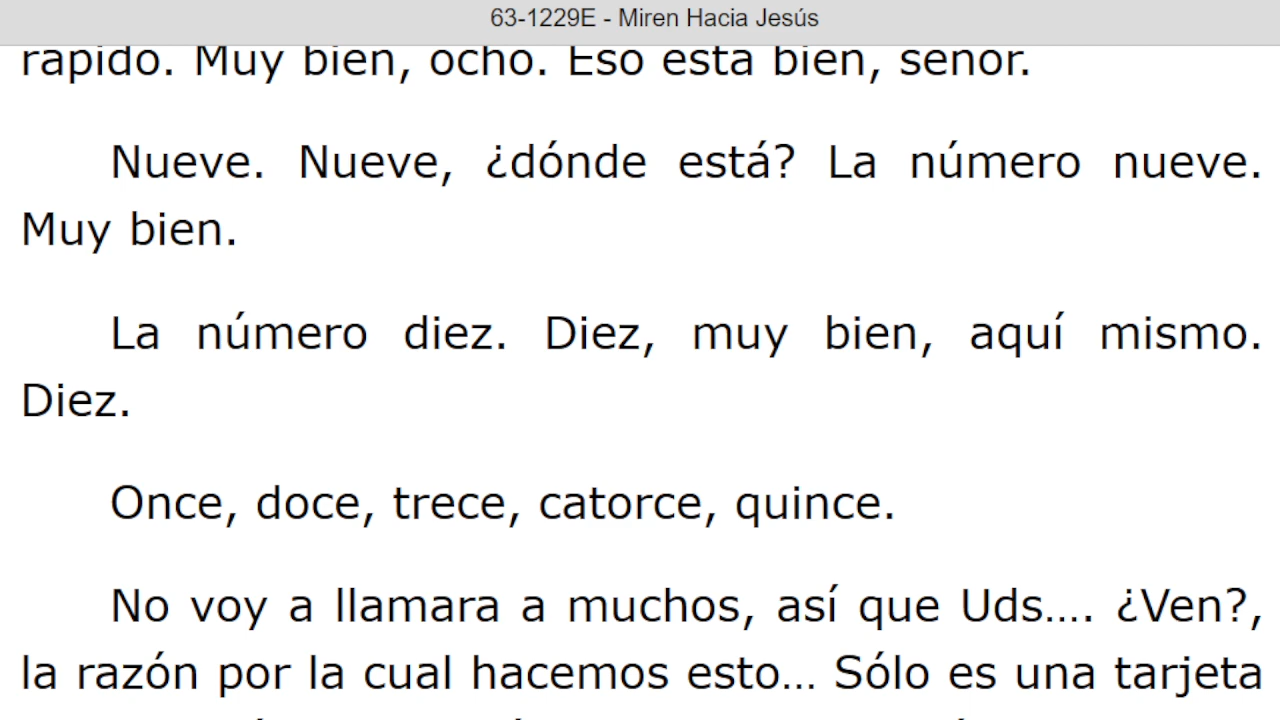 63-1229E - Miren Hacia Jesús
rápido. Muy bien, ocho. Eso está bien, señor.
Nueve. Nueve, ¿dónde está? La número nueve.
Muy bien.
La número diez. Diez, muy bien, aquí mismo.
Diez.
Once, doce, trece, catorce, quince.
No voy a llamara a muchos, así que Uds.... ¿Ven?,
la razón por la cual hacemos esto... Sólo es una tarjeta